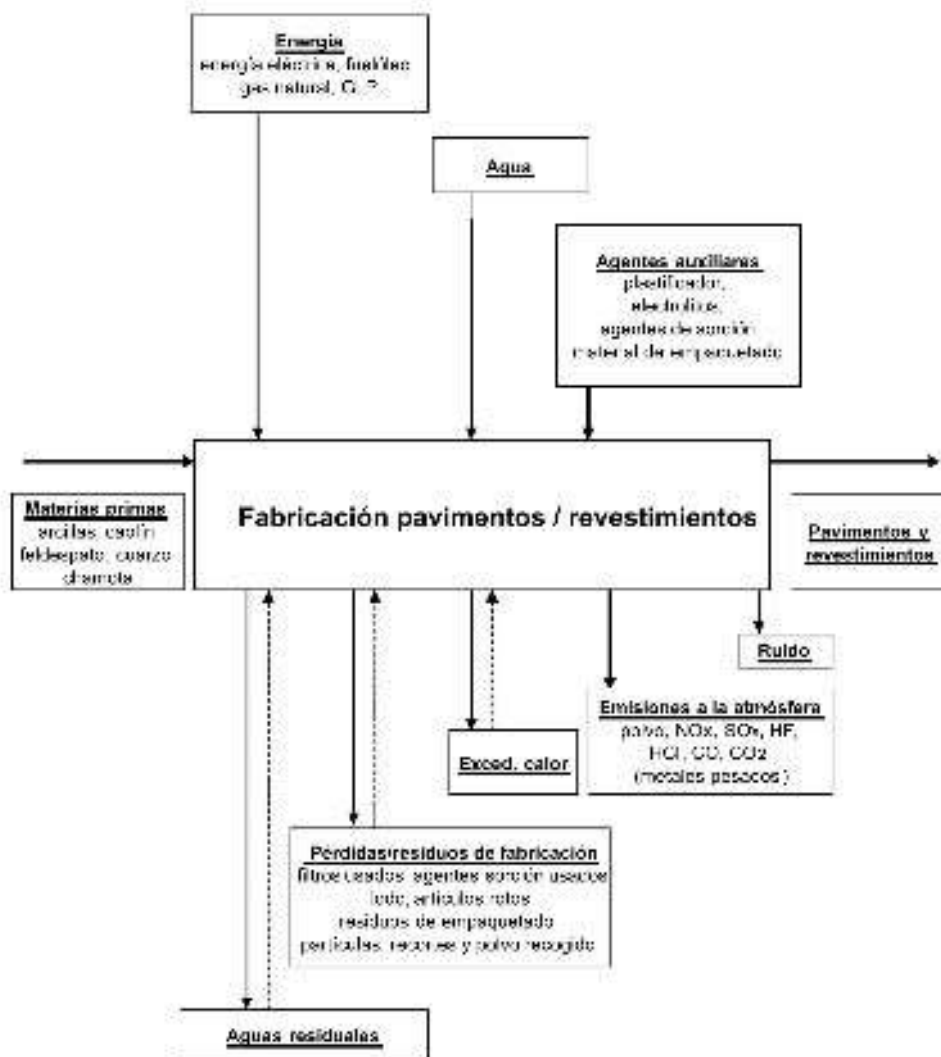 Energía
energía eléctrica, fuelóleo
gas natural, GLP
Agua
Agentes auxiliares
plastificador,
electrolitos,
agentes de sorción
material de empaquetado
Materias primas
arcillas, caolín
feldespato, cuarzo
chamota
Fabricación pavimentos / revestimientos
Pavimentos y
revestimientos
Ruido
Emisiones a la atmósfera
polvo, NOx, SOx, HF,
HCl, CO, CO2
(metales pesados)
Exced. calor
Pérdidas/residuos de fabricación
filtros usados, agentes sorción usados
lodo, artículos rotos
residuos de empaquetado
partículas, recortes y polvo recogido
Aguas residuales